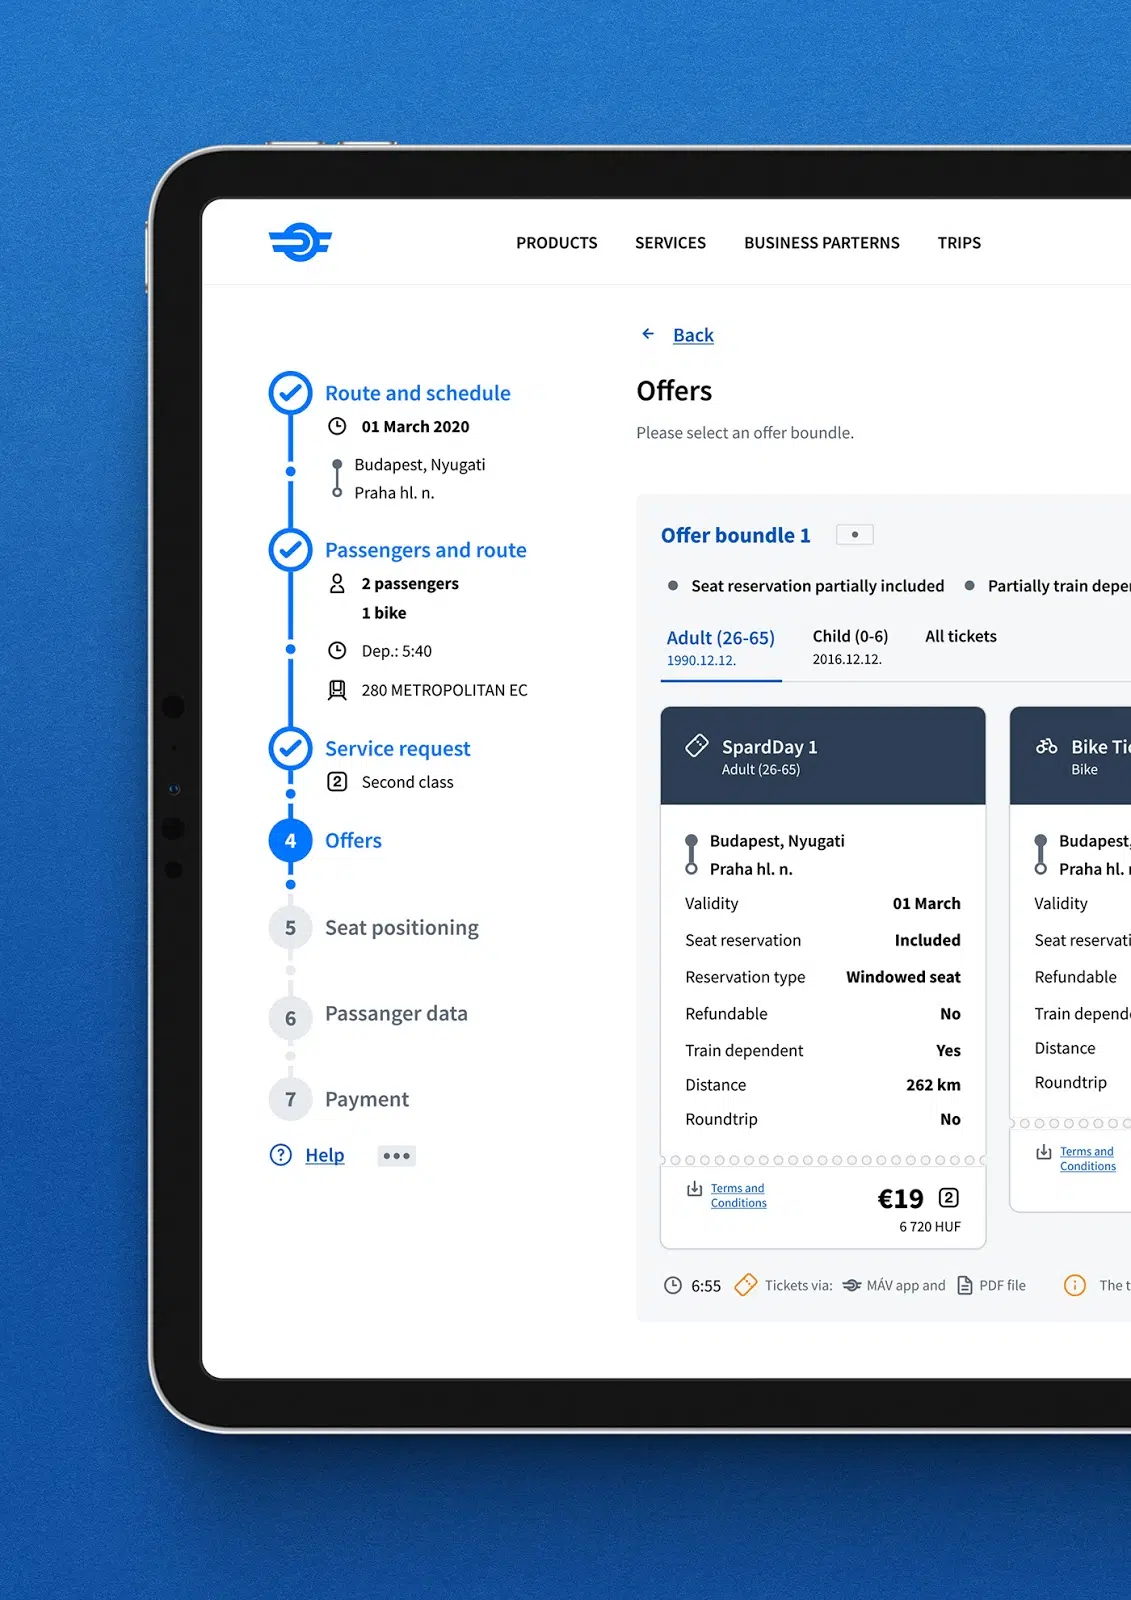 PRODUCTS SERVICES BUSINESS PARTERNS TRIPS
Back
Offers
Please select an offer boundle.
Route and schedule
01 March 2020
Budapest, Nyugati
Praha hl. n.
Passengers and route
2 passengers
1 bike
Dep.: 5:40
280 METROPOLITAN EC
Service request
2 Second class
4 Offers
5 Seat positioning
6 Passanger data
7 Payment
? Help
Offer boundle 1
Seat reservation partially included Partially train
Adult (26-65) Child (0-6) All tickets
1990.12.12. 2016.12.12.
SpardDay 1
Adult (26-65)
Budapest, Nyugati
Praha hl. n.
Validity 01 March
Seat reservation Included
Reservation type Windowed seat
Refundable No
Train dependent Yes
Distance 262 km
Roundtrip No
Terms and
Conditions
€19 2
6 720 HUF
Bike
Bike
Budapest,
Praha hl.
Validity
Seat
Refundable
Train
Distance
Roundtrip
Terms and
Conditions
6:55 Tickets via: MÁV app and PDF file The